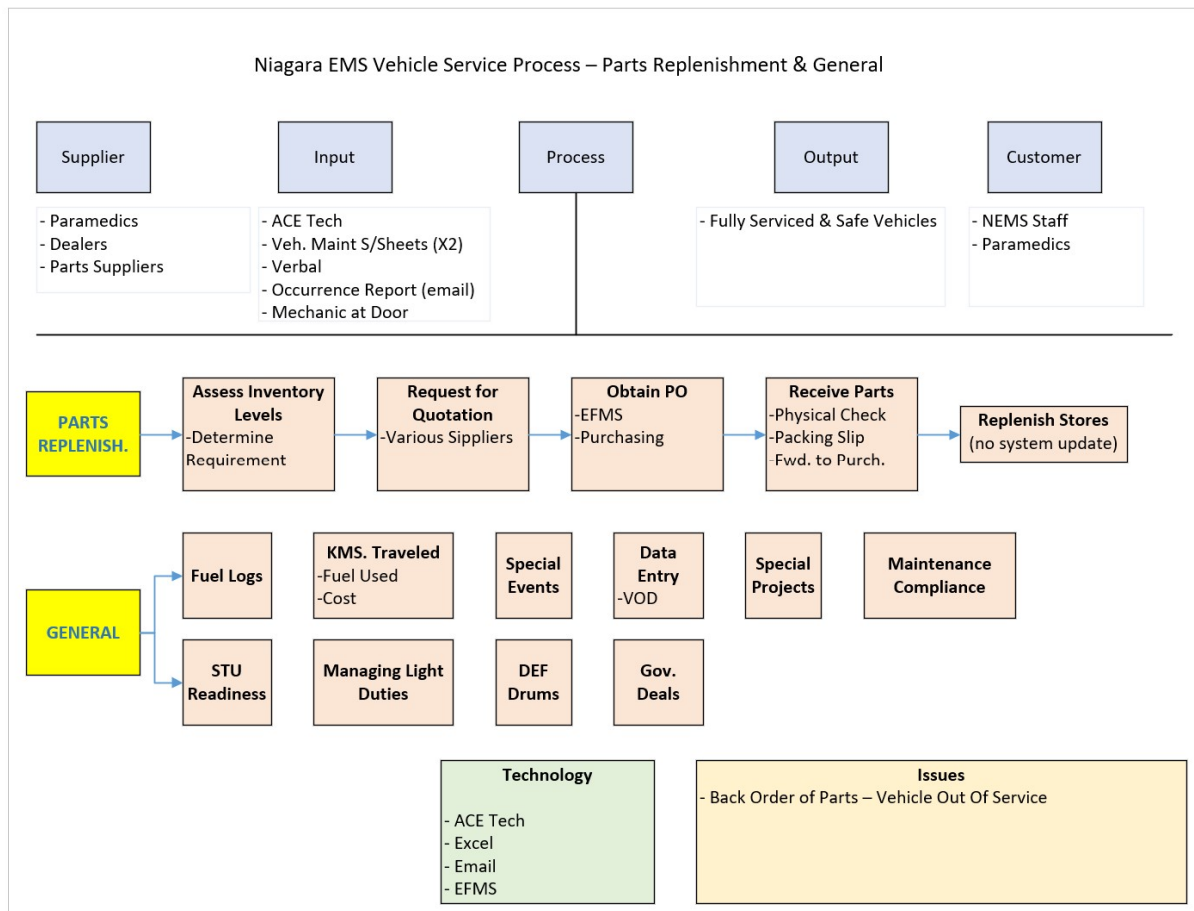 Niagara EMS Vehicle Service Process – Parts Replenishment & General
Supplier
Input
Process
Output
Customer
- Paramedics
- Dealers
- Parts Suppliers
- ACE Tech
- Veh. Maint S/Sheets (X2)
- Verbal
- Occurrence Report (email)
- Mechanic at Door
- Fully Serviced & Safe Vehicles
- NEMS Staff
- Paramedics
PARTS
REPLENISH.
Assess Inventory
Levels
-Determine
Requirement
Request for
Quotation
-Various Sippliers
Obtain PO
-EFMS
-Purchasing
Receive Parts
-Physical Check
-Packing Slip
-Fwd. to Purch.
Replenish Stores
(no system update)
GENERAL
Fuel Logs
KMS. Traveled
-Fuel Used
-Cost
Special
Events
Data
Entry
-VOD
Special
Projects
Maintenance
Compliance
STU
Readiness
Managing Light
Duties
DEF
Drums
Gov.
Deals
Technology
- ACE Tech
- Excel
- Email
- EFMS
Issues
- Back Order of Parts – Vehicle Out Of Service